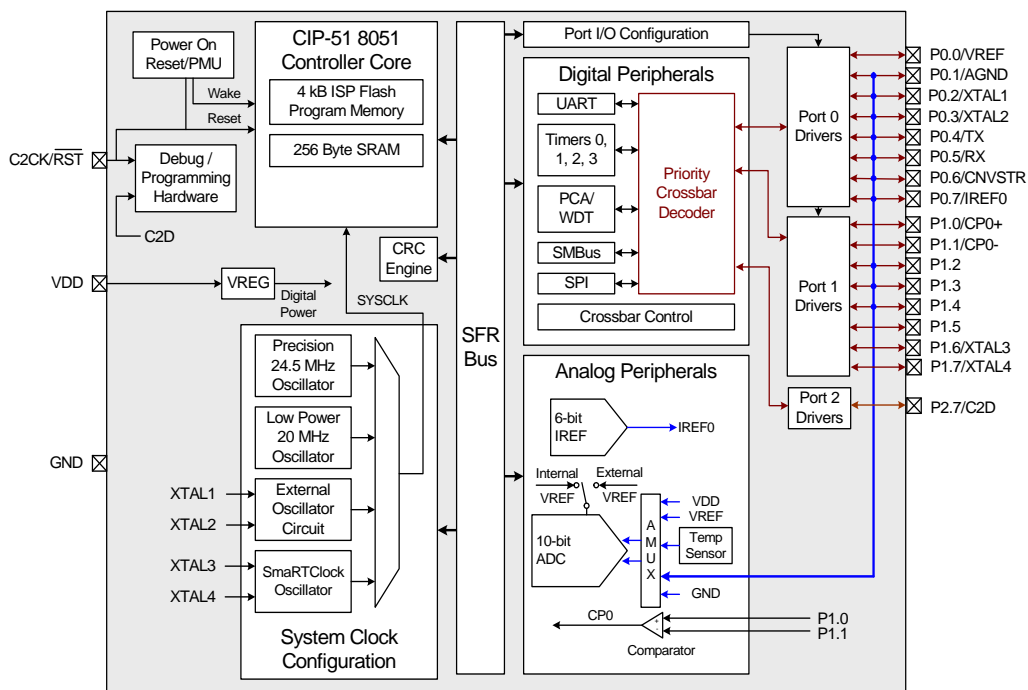 Power On
Reset/PMU
Wake
Reset
C2CK/RST
Debug /
Programming
Hardware
C2D
VDD
VREG
Digital
Power
GND
CIP-51 8051
Controller Core
4 kB ISP Flash
Program Memory
256 Byte SRAM
CRC
Engine
SYSCLK
Precision
24.5 MHz
Oscillator
Low Power
20 MHz
Oscillator
External
Oscillator
Circuit
SmaRTClock
Oscillator
XTAL1
XTAL2
XTAL3
XTAL4
System Clock
Configuration
SFR
Bus
Port I/O Configuration
Digital Peripherals
UART
Timers 0,
1, 2, 3
PCA/
WDT
SMBus
SPI
Priority
Crossbar
Decoder
Crossbar Control
Analog Peripherals
6-bit
IREF
IREF0
Internal
External
VREF
VREF
10-bit
ADC
A
M
U
X
VDD
VREF
Temp
Sensor
GND
CP0
+
-
Comparator
P1.0
P1.1
Port 0
Drivers
Port 1
Drivers
Port 2
Drivers
P0.0/VREF
P0.1/AGND
P0.2/XTAL1
P0.3/XTAL2
P0.4/TX
P0.5/RX
P0.6/CNVSTR
P0.7/IREF0
P1.0/CP0+
P1.1/CP0-
P1.2
P1.3
P1.4
P1.5
P1.6/XTAL3
P1.7/XTAL4
P2.7/C2D